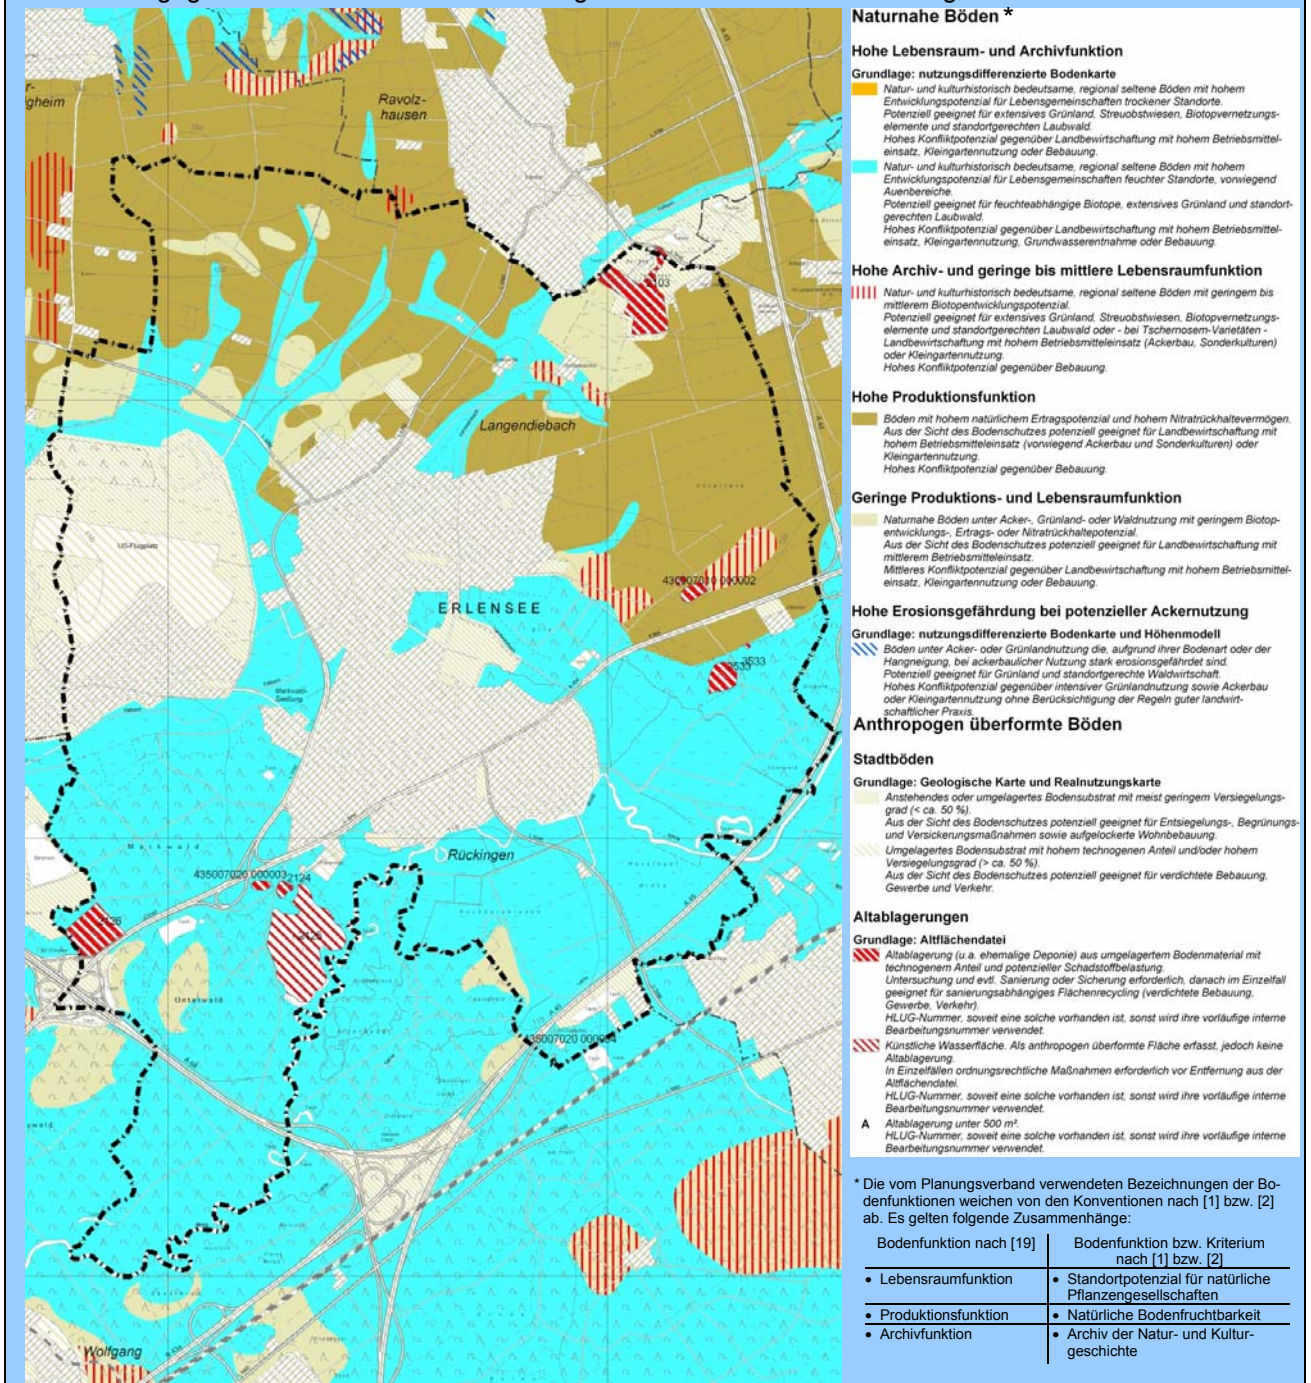 Ravolz-
hausen
Langendiebach
US-Flugplatz
ERLENSEE
2103
435007010 000002
3533
3533
Markwald-
Siedlung
Markwald
Rückingen
435007020 000003
2124
2126
Unterwald
435007020 000004
Wolfgang
Naturnahe Böden *
Hohe Lebensraum- und Archivfunktion
Grundlage: nutzungsdifferenzierte Bodenkarte
Natur- und kulturhistorisch bedeutsame, regional seltene Böden mit hohem
Entwicklungspotenzial für Lebensgemeinschaften trockener Standorte.
Potenziell geeignet für extensives Grünland, Streuobstwiesen, Biotopvernetzungs-
elemente und standortgerechten Laubwald.
Hohes Konfliktpotenzial gegenüber Landbewirtschaftung mit hohem Betriebsmittel-
einsatz, Kleingartennutzung oder Bebauung.
Natur- und kulturhistorisch bedeutsame, regional seltene Böden mit hohem
Entwicklungspotenzial für Lebensgemeinschaften feuchter Standorte, vorwiegend
Auenbereiche.
Potenziell geeignet für feuchteabhängige Biotope, extensives Grünland und standort-
gerechten Laubwald.
Hohes Konfliktpotenzial gegenüber Landbewirtschaftung mit hohem Betriebsmittel-
einsatz, Kleingartennutzung, Grundwasserentnahme oder Bebauung.
Hohe Archiv- und geringe bis mittlere Lebensraumfunktion
Natur- und kulturhistorisch bedeutsame, regional seltene Böden mit geringem bis
mittlerem Biotopentwicklungspotenzial.
Potenziell geeignet für extensives Grünland, Streuobstwiesen, Biotopvernetzungs-
elemente und standortgerechten Laubwald oder - bei Tschernosem-Varietäten -
Landbewirtschaftung mit hohem Betriebsmitteleinsatz (Ackerbau, Sonderkulturen)
oder Kleingartennutzung.
Hohes Konfliktpotenzial gegenüber Bebauung.
Hohe Produktionsfunktion
Böden mit hohem natürlichem Ertragspotenzial und hohem Nitratrückhaltevermögen.
Aus der Sicht des Bodenschutzes potenziell geeignet für Landbewirtschaftung mit
hohem Betriebsmitteleinsatz (vorwiegend Ackerbau und Sonderkulturen) oder
Kleingartennutzung.
Hohes Konfliktpotenzial gegenüber Bebauung.
Geringe Produktions- und Lebensraumfunktion
Naturnahe Böden unter Acker-, Grünland- oder Waldnutzung mit geringem Biotop-
entwicklungs-, Ertrags- oder Nitratrückhaltepotenzial.
Aus der Sicht des Bodenschutzes potenziell geeignet für Landbewirtschaftung mit
mittlerem Betriebsmitteleinsatz.
Mittleres Konfliktpotenzial gegenüber Landbewirtschaftung mit hohem Betriebsmittel-
einsatz, Kleingartennutzung oder Bebauung.
Hohe Erosionsgefährdung bei potenzieller Ackernutzung
Grundlage: nutzungsdifferenzierte Bodenkarte und Höhenmodell
Böden unter Acker- oder Grünlandnutzung die, aufgrund ihrer Bodenart oder der
Hangneigung, bei ackerbaulicher Nutzung stark erosionsgefährdet sind.
Potenziell geeignet für Grünland und standortgerechte Waldwirtschaft.
Hohes Konfliktpotenzial gegenüber intensiver Grünlandnutzung sowie Ackerbau
oder Kleingartennutzung ohne Berücksichtigung der Regeln guter landwirt-
schaftlicher Praxis.
Anthropogen überformte Böden
Stadtböden
Grundlage: Geologische Karte und Realnutzungskarte
Anstehendes oder umgelagertes Bodensubstrat mit meist geringem Versiegelungs-
grad (< ca. 50 %).
Aus der Sicht des Bodenschutzes potenziell geeignet für Entsiegelungs-, Begrünungs-
und Versickerungsmaßnahmen sowie aufgelockerte Wohnbebauung.
Umgelagertes Bodensubstrat mit hohem technogenen Anteil und/oder hohem
Versiegelungsgrad (> ca. 50 %).
Aus der Sicht des Bodenschutzes potenziell geeignet für verdichtete Bebauung,
Gewerbe und Verkehr.
Altablagerungen
Grundlage: Altflächendatei
Altablagerung (u.a. ehemalige Deponie) aus umgelagertem Bodenmaterial mit
technogenem Anteil und potenzieller Schadstoffbelastung.
Untersuchung und evtl. Sanierung oder Sicherung erforderlich, danach im Einzelfall
geeignet für sanierungsabhängiges Flächenrecycling (verdichtete Bebauung,
Gewerbe, Verkehr).
HLUG-Nummer, soweit eine solche vorhanden ist, sonst wird ihre vorläufige interne
Bearbeitungsnummer verwendet.
Künstliche Wasserfläche. Als anthropogen überformte Fläche erfasst, jedoch keine
Altablagerung.
In Einzelfällen ordnungsrechtliche Maßnahmen erforderlich vor Entfernung aus der
Altflächendatei.
HLUG-Nummer, soweit eine solche vorhanden ist, sonst wird ihre vorläufige interne
Bearbeitungsnummer verwendet.
A Altablagerung unter 500 m².
HLUG-Nummer, soweit eine solche vorhanden ist, sonst wird ihre vorläufige interne
Bearbeitungsnummer verwendet.
* Die vom Planungsverband verwendeten Bezeichnungen der Bo-
denfunktionen weichen von den Konventionen nach [1] bzw. [2]
ab. Es gelten folgende Zusammenhänge:
Bodenfunktion nach [19] Bodenfunktion bzw. Kriterium
nach [1] bzw. [2]
• Lebensraumfunktion • Standortpotenzial für natürliche
Pflanzengesellschaften
• Produktionsfunktion • Natürliche Bodenfruchtbarkeit
• Archivfunktion • Archiv der Natur- und Kultur-
geschichte